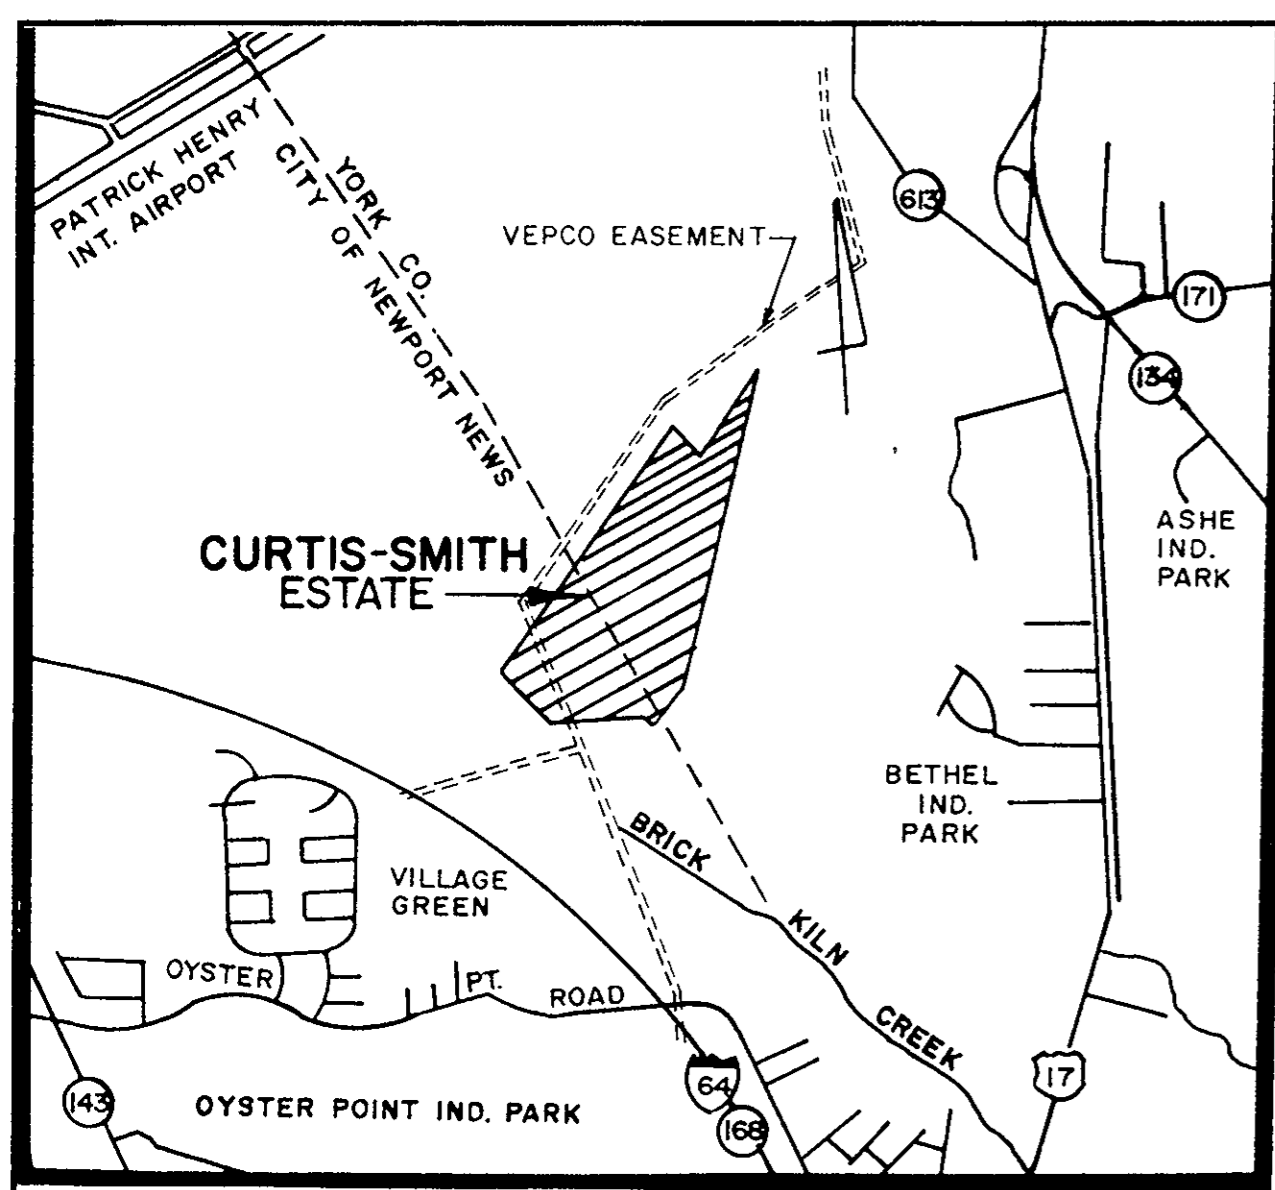 PATRICK HENRY
INT. AIRPORT
YORK CO.
CITY OF NEWPORT NEWS
VEPCO EASEMENT
613
171
134
ASHE
IND.
PARK
CURTIS-SMITH
ESTATE
BETHEL
IND.
PARK
BRICK KILN CREEK
VILLAGE
GREEN
OYSTER PT. ROAD
OYSTER POINT IND. PARK
143
64
168
17